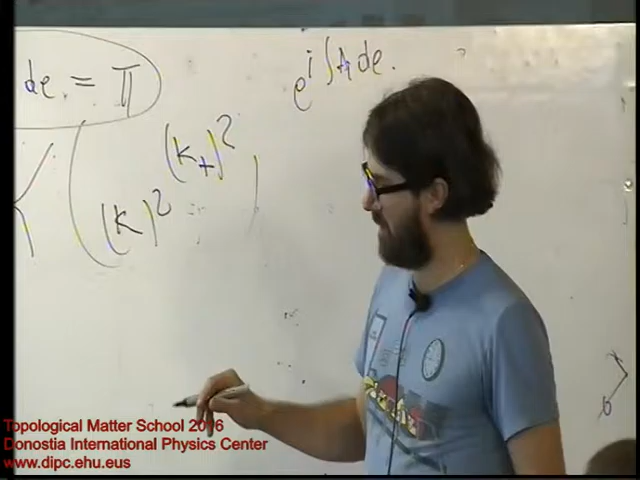 de = π
e^{i∫A de}.
(k₊)²
(k)²
Topological Matter School 2016
Donostia International Physics Center
www.dipc.ehu.eus